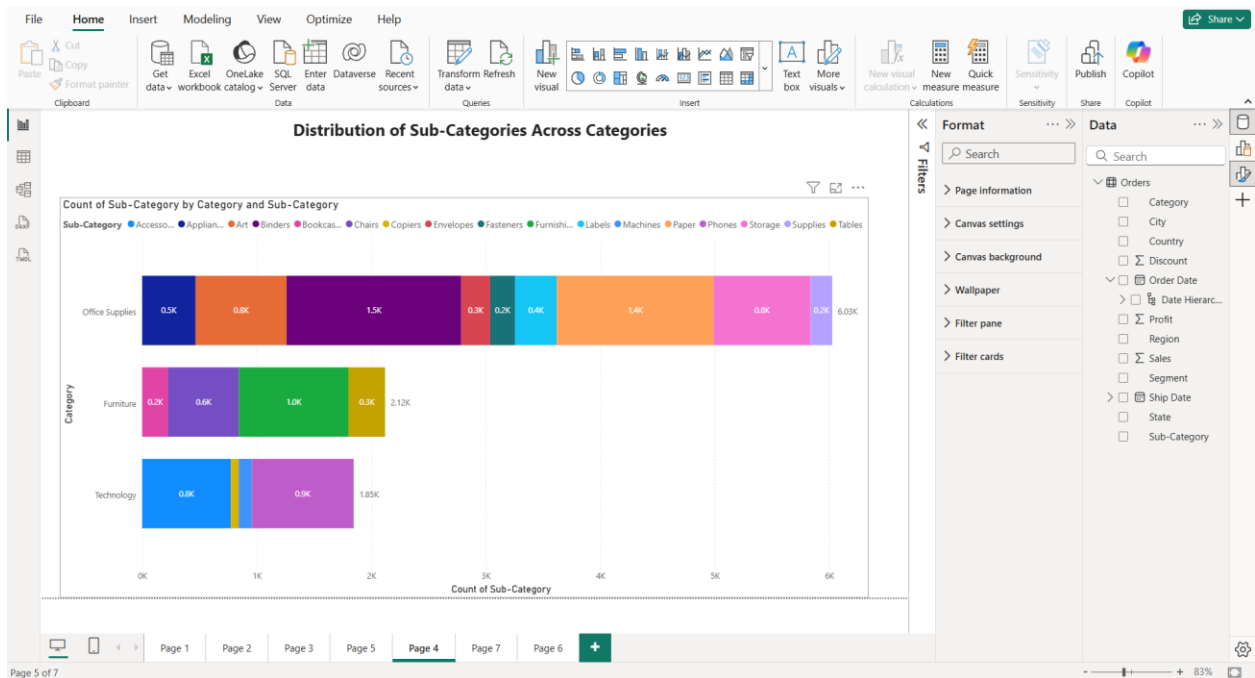 File Home Insert Modeling View Optimize Help Share
Paste
Cut
Copy
Format painter
Clipboard
Get data
Excel workbook
OneLake catalog
SQL Server
Enter data
Dataverse
Recent sources
Data
Transform data
Refresh
Queries
New visual
Text box
More visuals
Insert
New visual calculation
New measure
Quick measure
Calculations
Sensitivity
Sensitivity
Publish
Share
Copilot
Copilot
Distribution of Sub-Categories Across Categories
Count of Sub-Category by Category and Sub-Category
Sub-Category Accesso... Applian... Art Binders Bookcas... Chairs Copiers Envelopes Fasteners Furnishi... Labels Machines Paper Phones Storage Supplies Tables
Office Supplies 0.5K 0.8K 1.5K 0.3K 0.2K 0.4K 1.4K 0.8K 0.2K 6.03K
Furniture 0.2K 0.6K 1.0K 0.3K 2.12K
Technology 0.8K 0.9K 1.85K
Category
0K 1K 2K 3K 4K 5K 6K
Count of Sub-Category
Filters
Format
Search
Page information
Canvas settings
Canvas background
Wallpaper
Filter pane
Filter cards
Data
Search
Orders
Category
City
Country
Σ Discount
Order Date
Date Hierarc...
Σ Profit
Region
Σ Sales
Segment
Ship Date
State
Sub-Category
Page 1 Page 2 Page 3 Page 5 Page 4 Page 7 Page 6 +
Page 5 of 7
- + 83%